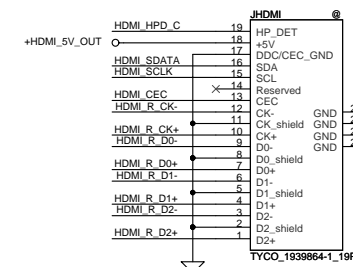 JHDMI @
HDMI_HPD_C 19 HP_DET
+HDMI_5V_OUT 18 +5V
17 DDC/CEC_GND
HDMI_SDATA 16 SDA
HDMI_SCLK 15 SCL
14 Reserved
HDMI_CEC 13 CEC
HDMI_R_CK- 12 CK- GND
11 CK_shield GND
HDMI_R_CK+ 10 CK+ GND
HDMI_R_D0- 9 D0- GND
8 D0_shield
HDMI_R_D0+ 7 D0+
HDMI_R_D1- 6 D1-
5 D1_shield
HDMI_R_D1+ 4 D1+
HDMI_R_D2- 3 D2-
2 D2_shield
HDMI_R_D2+ 1 D2+